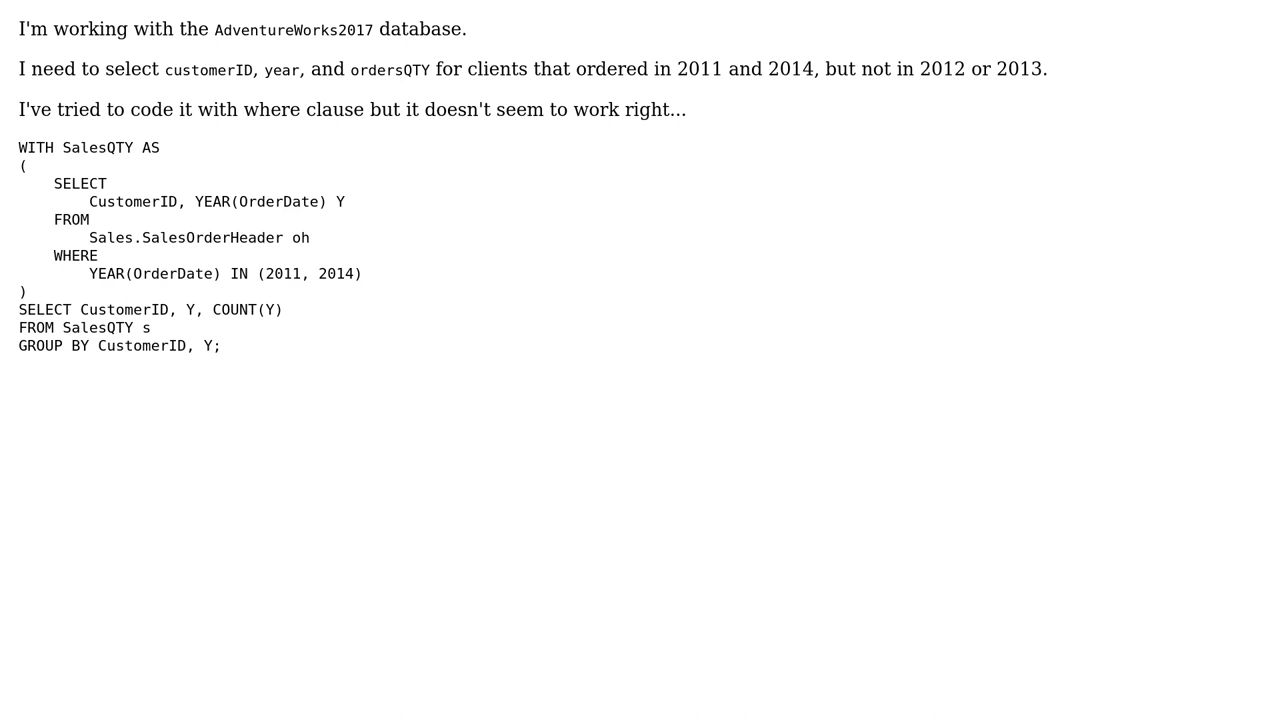 I'm working with the AdventureWorks2017 database.
I need to select customerID, year, and ordersQTY for clients that ordered in 2011 and 2014, but not in 2012 or 2013.
I've tried to code it with where clause but it doesn't seem to work right...
WITH SalesQTY AS
(
    SELECT
        CustomerID, YEAR(OrderDate) Y
    FROM
        Sales.SalesOrderHeader oh
    WHERE
        YEAR(OrderDate) IN (2011, 2014)
)
SELECT CustomerID, Y, COUNT(Y)
FROM SalesQTY s
GROUP BY CustomerID, Y;